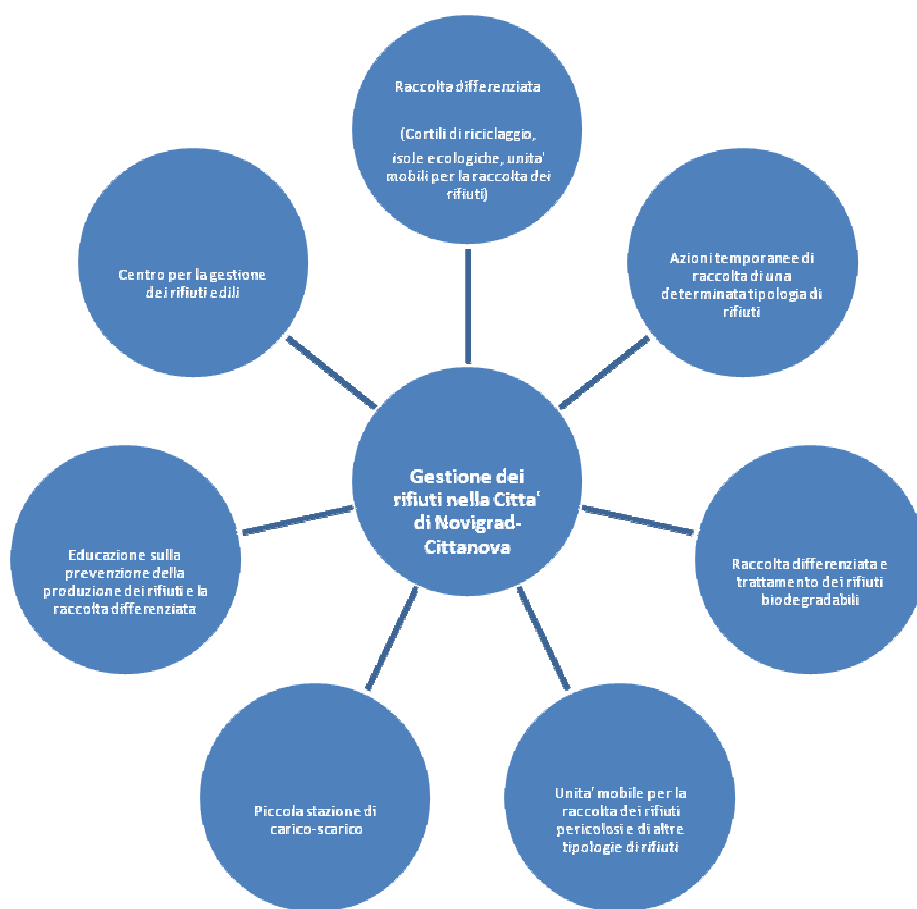 Raccolta differenziata
(Cortili di riciclaggio,
isole ecologiche, unita'
mobili per la raccolta dei
rifiuti)
Azioni temporanee di
raccolta di una
determinata tipologia di
rifiuti
Raccolta differenziata e
trattamento dei rifiuti
biodegradabili
Unita' mobile per la
raccolta dei rifiuti
pericolosi e di altre
tipologie di rifiuti
Piccola stazione di
carico-scarico
Educazione sulla
prevenzione della
produzione dei rifiuti e la
raccolta differenziata
Centro per la gestione
dei rifiuti edili
Gestione dei
rifiuti nella Citta'
di Novigrad-
Cittanova